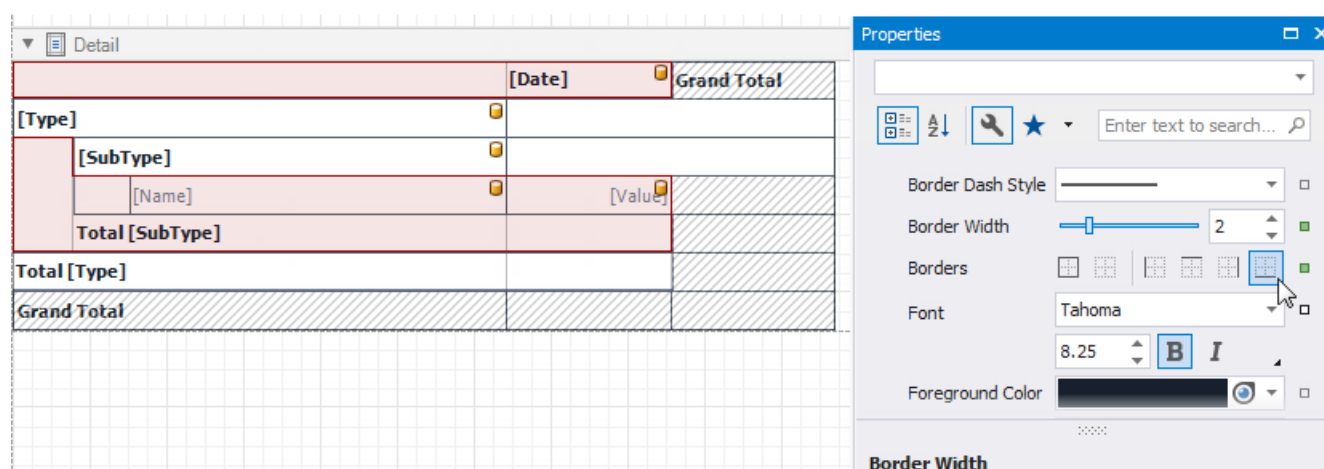 Detail
[Date] Grand Total
[Type]
[SubType]
[Name] [Value]
Total [SubType]
Total [Type]
Grand Total
Properties
Enter text to search...
Border Dash Style
Border Width 2
Borders
Font Tahoma
8.25 B I
Foreground Color
Border Width